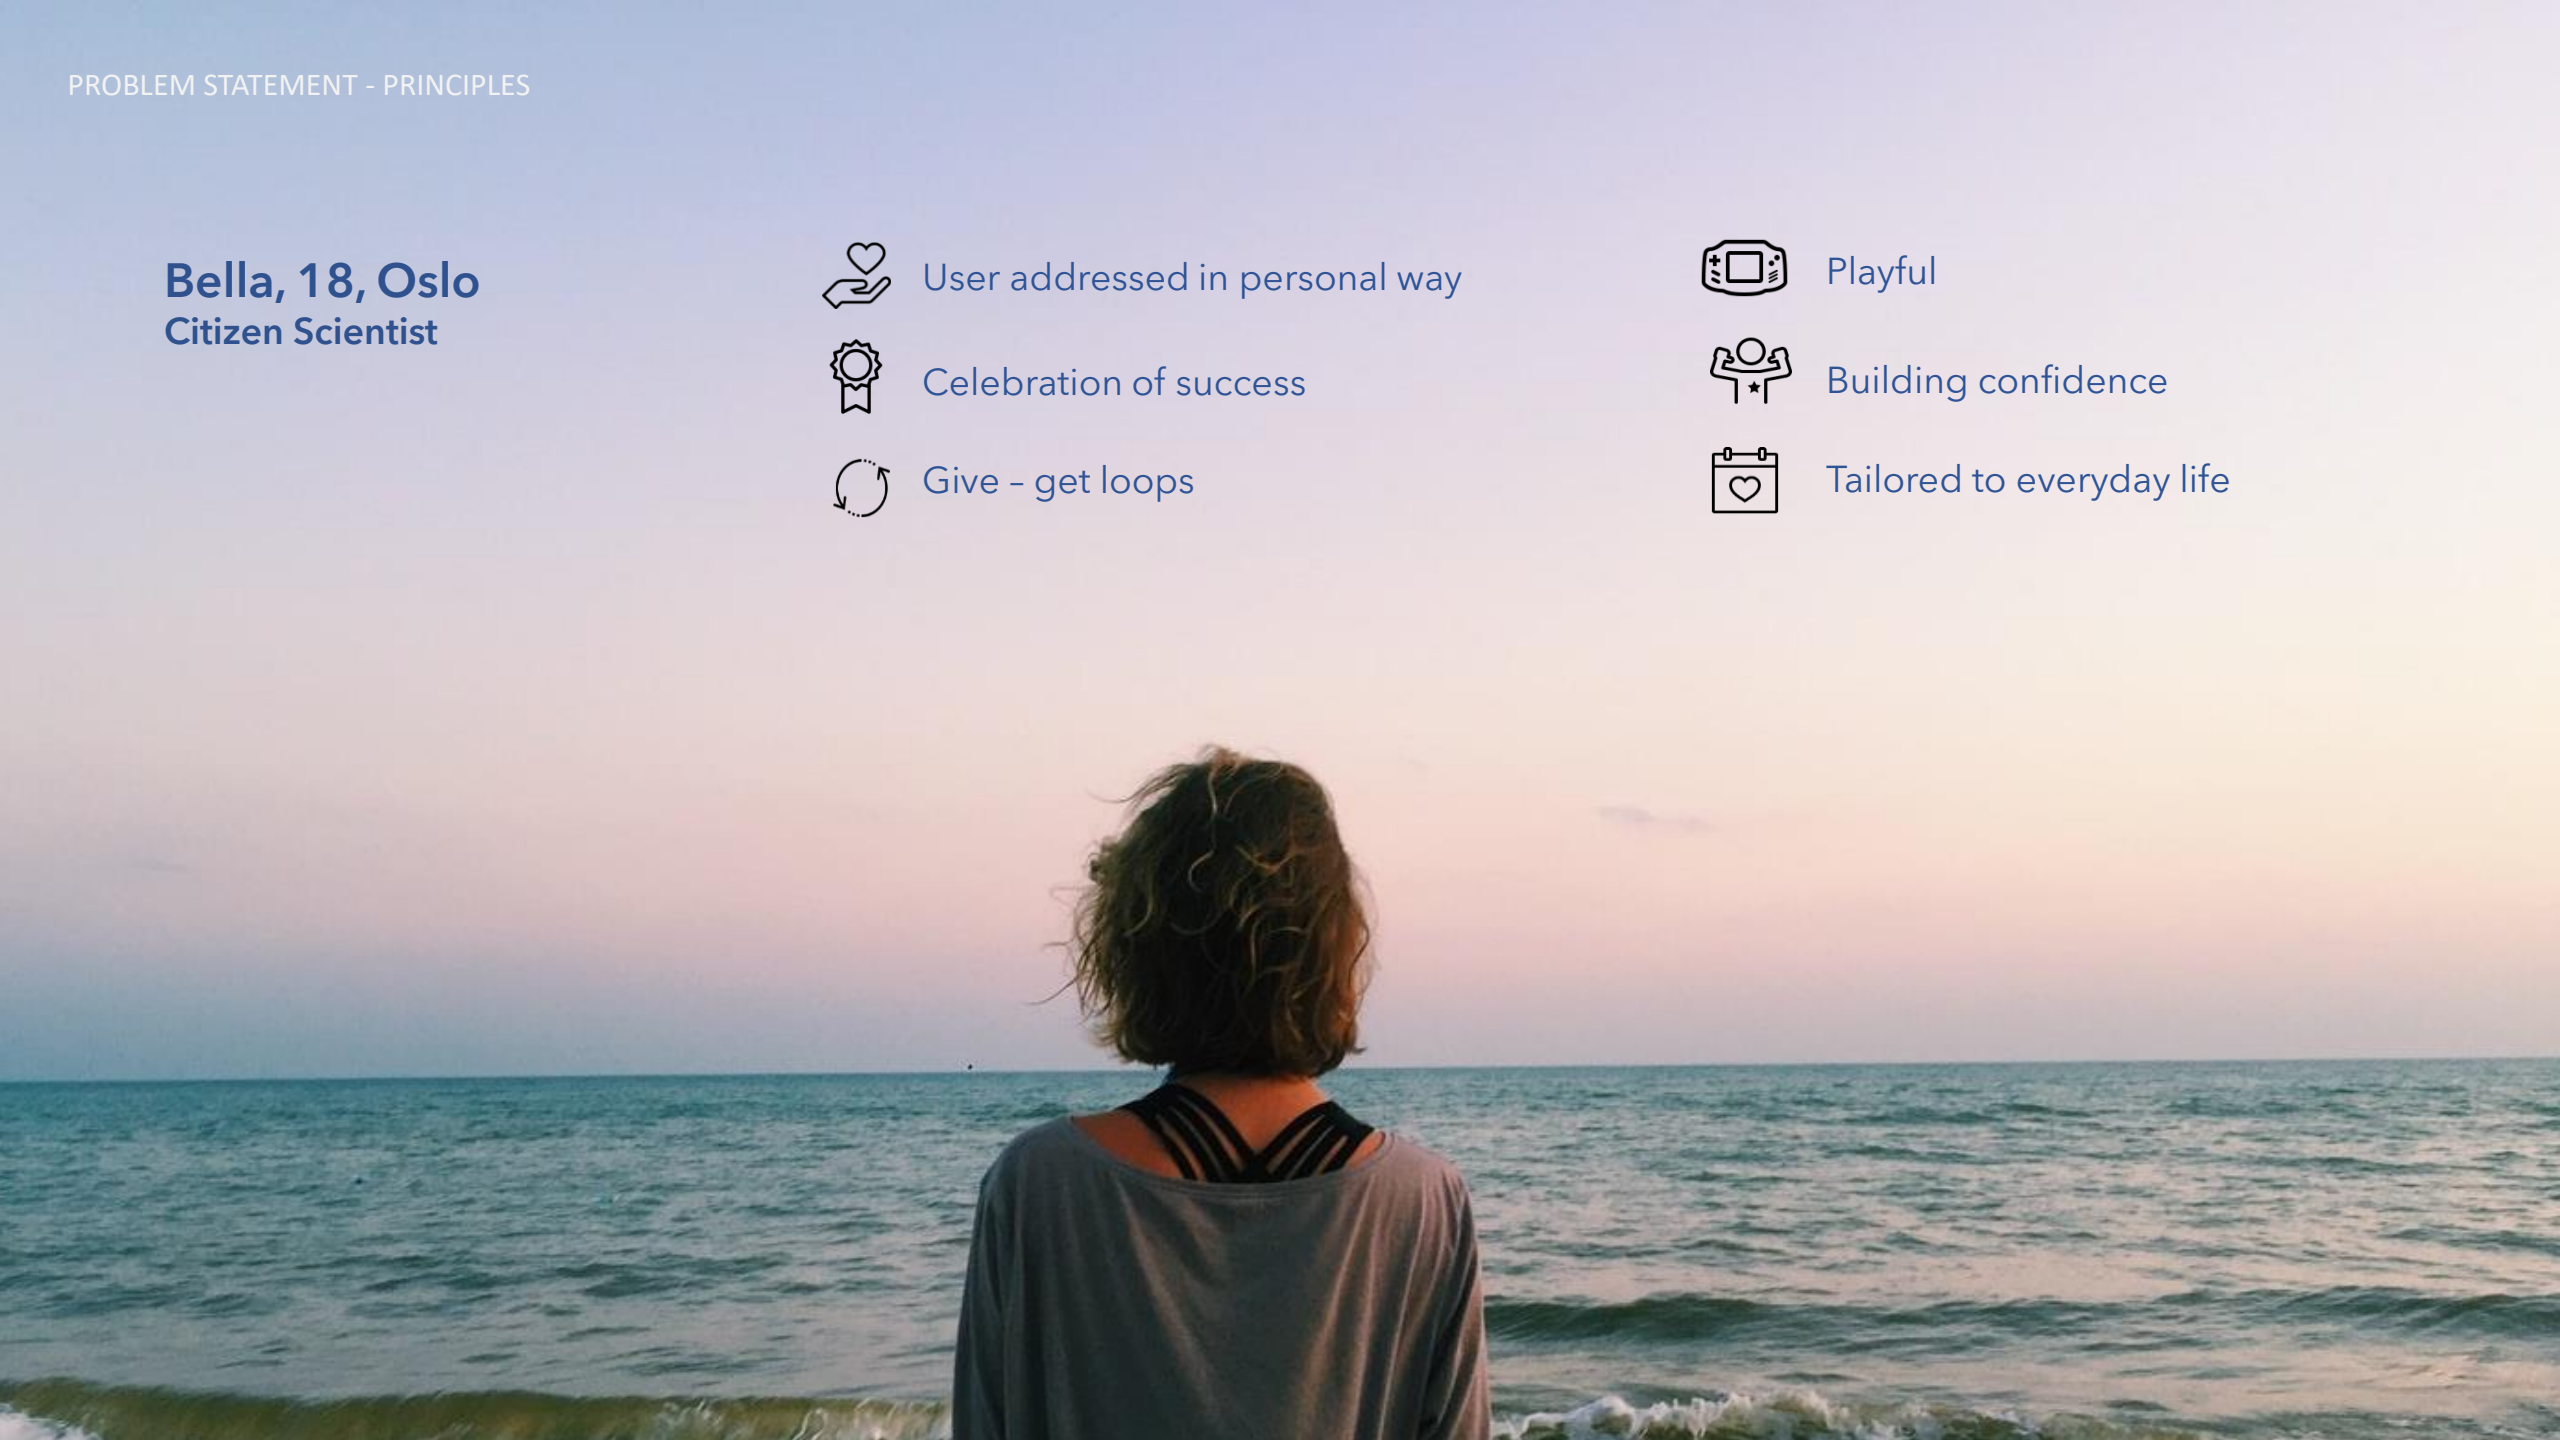 PROBLEM STATEMENT - PRINCIPLES
Bella, 18, Oslo
Citizen Scientist
User addressed in personal way
Celebration of success
Give – get loops
Playful
Building confidence
Tailored to everyday life